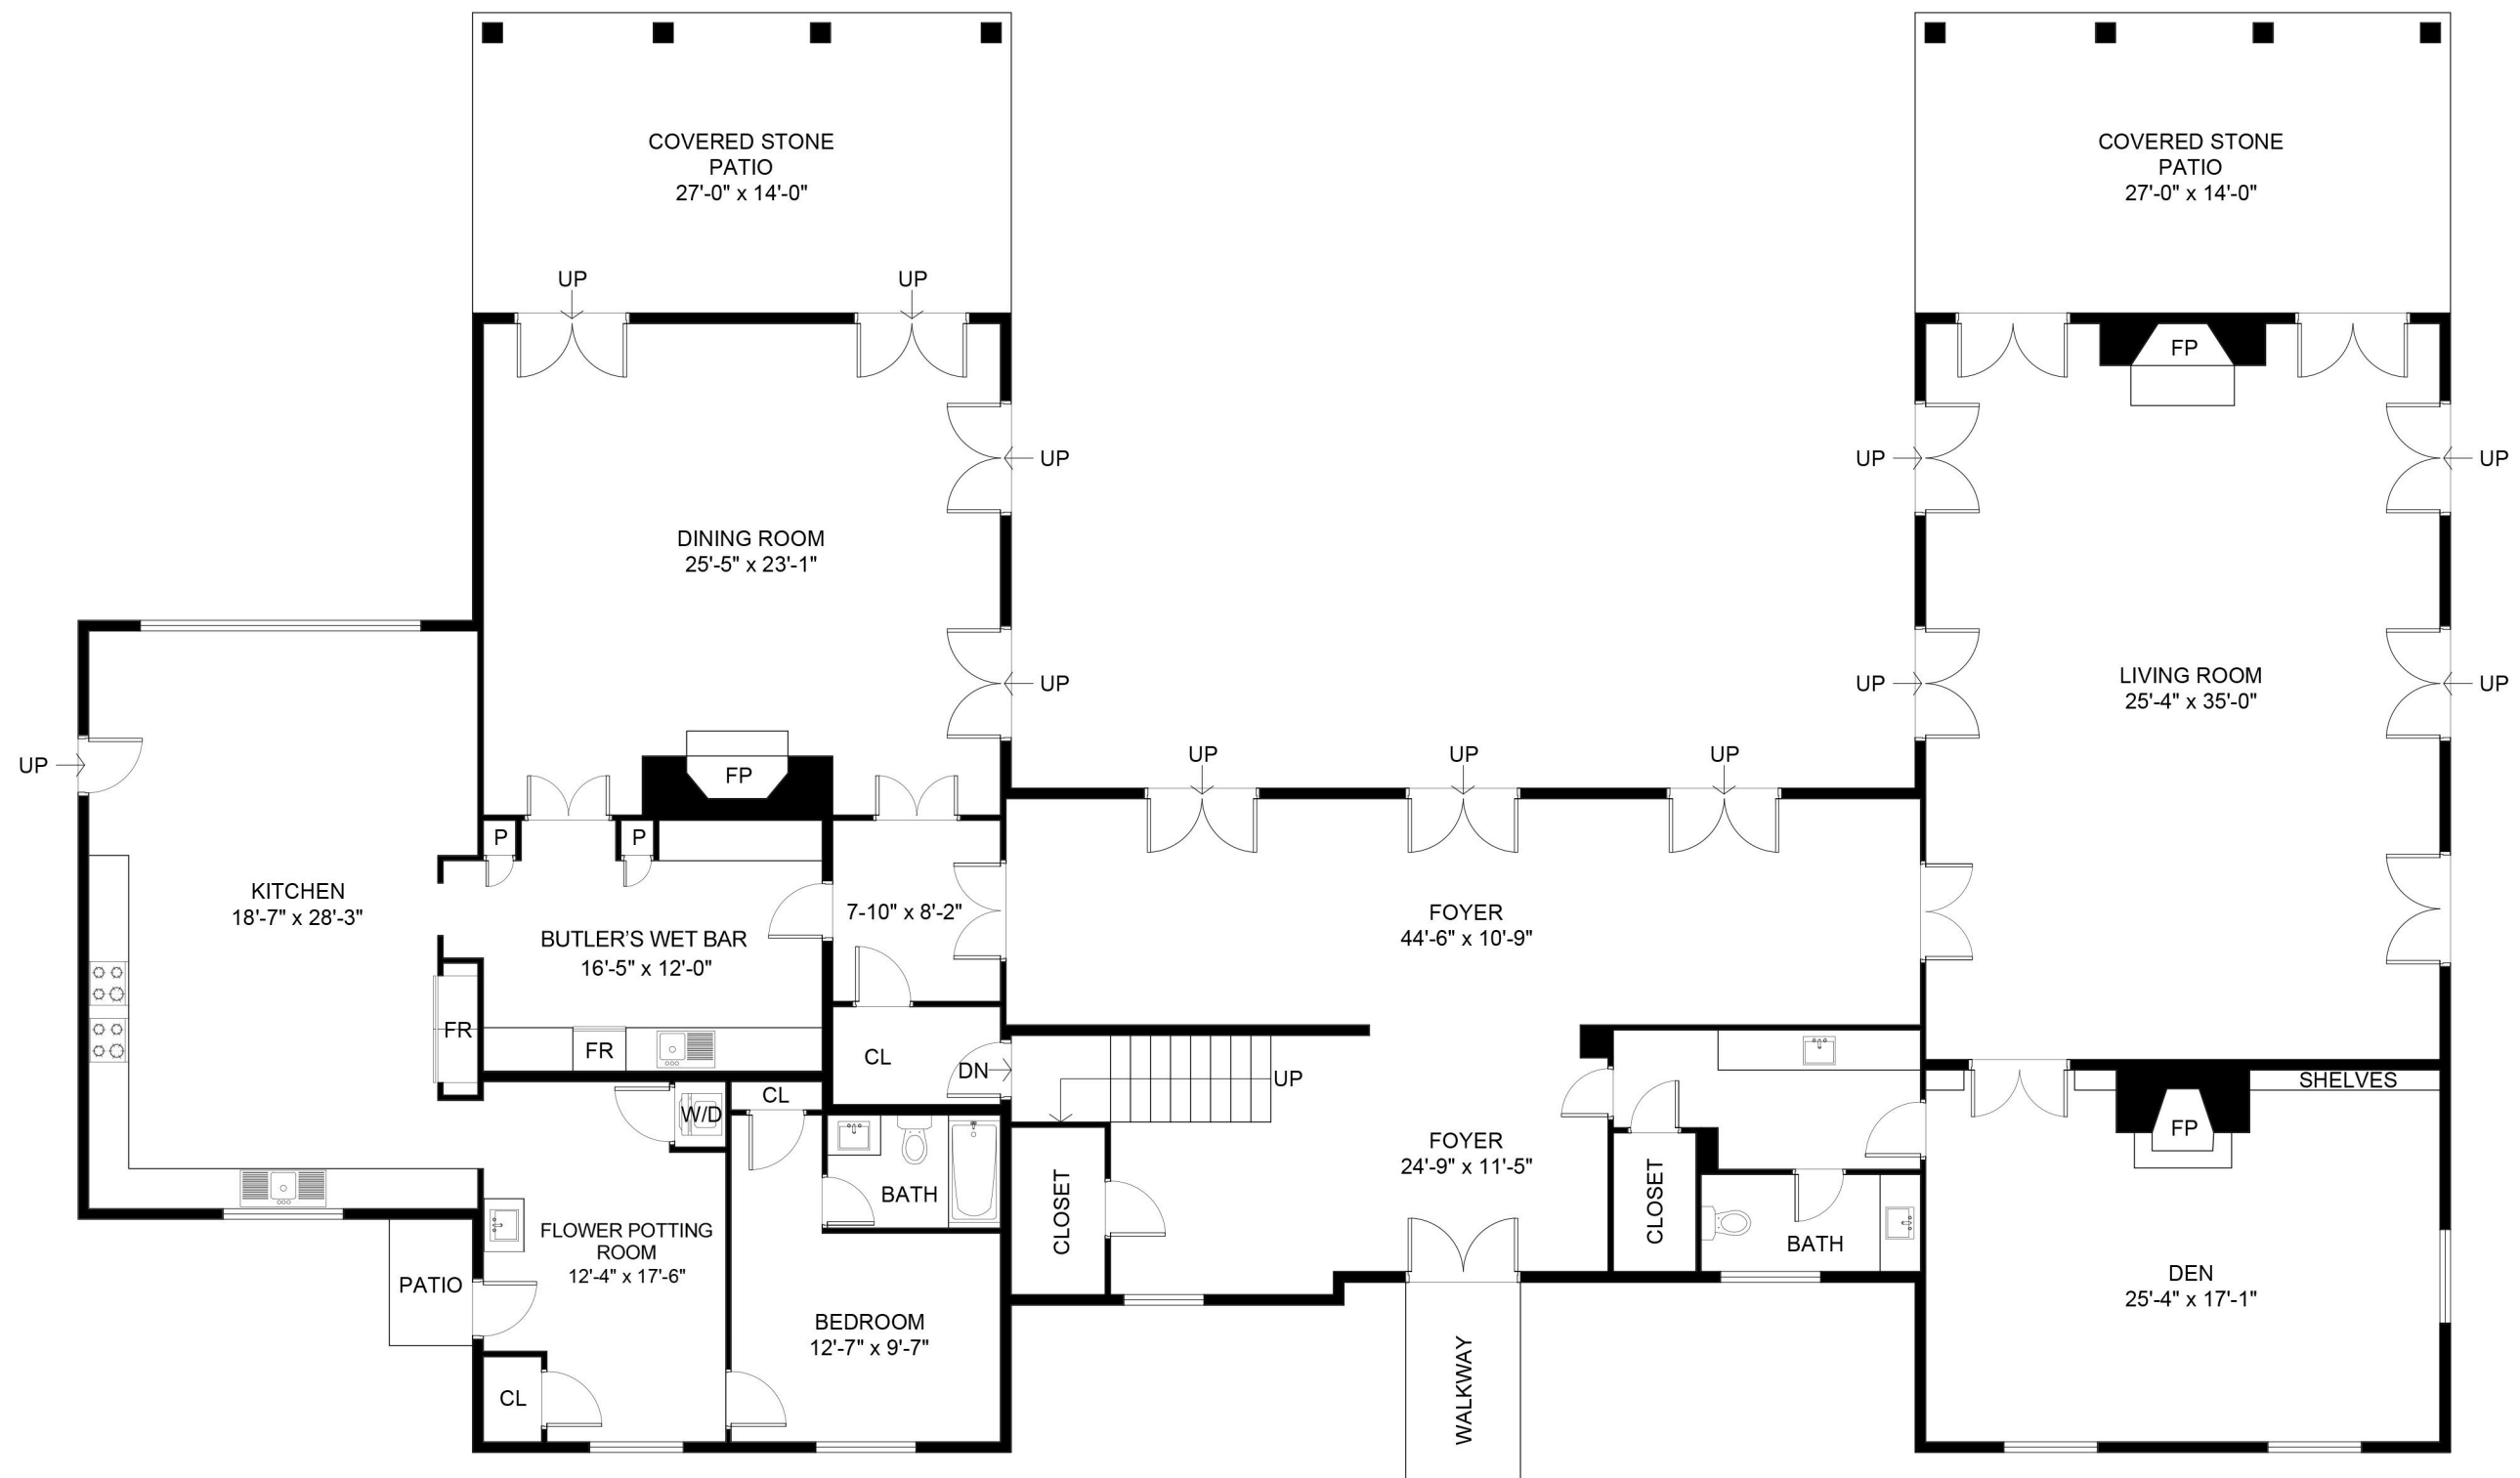 COVERED STONE
PATIO
27'-0" x 14'-0"
COVERED STONE
PATIO
27'-0" x 14'-0"
UP
UP
FP
UP
UP
UP
DINING ROOM
25'-5" x 23'-1"
LIVING ROOM
25'-4" x 35'-0"
UP
UP
UP
UP
UP
UP
UP
FP
P
P
KITCHEN
18'-7" x 28'-3"
7-10" x 8'-2"
FOYER
44'-6" x 10'-9"
BUTLER’S WET BAR
16'-5" x 12'-0"
FR
FR
CL
DN
UP
SHELVES
CL
W/D
FP
FOYER
24'-9" x 11'-5"
BATH
CLOSET
CLOSET
FLOWER POTTING
ROOM
12'-4" x 17'-6"
BATH
PATIO
DEN
25'-4" x 17'-1"
BEDROOM
12'-7" x 9'-7"
CL
WALKWAY